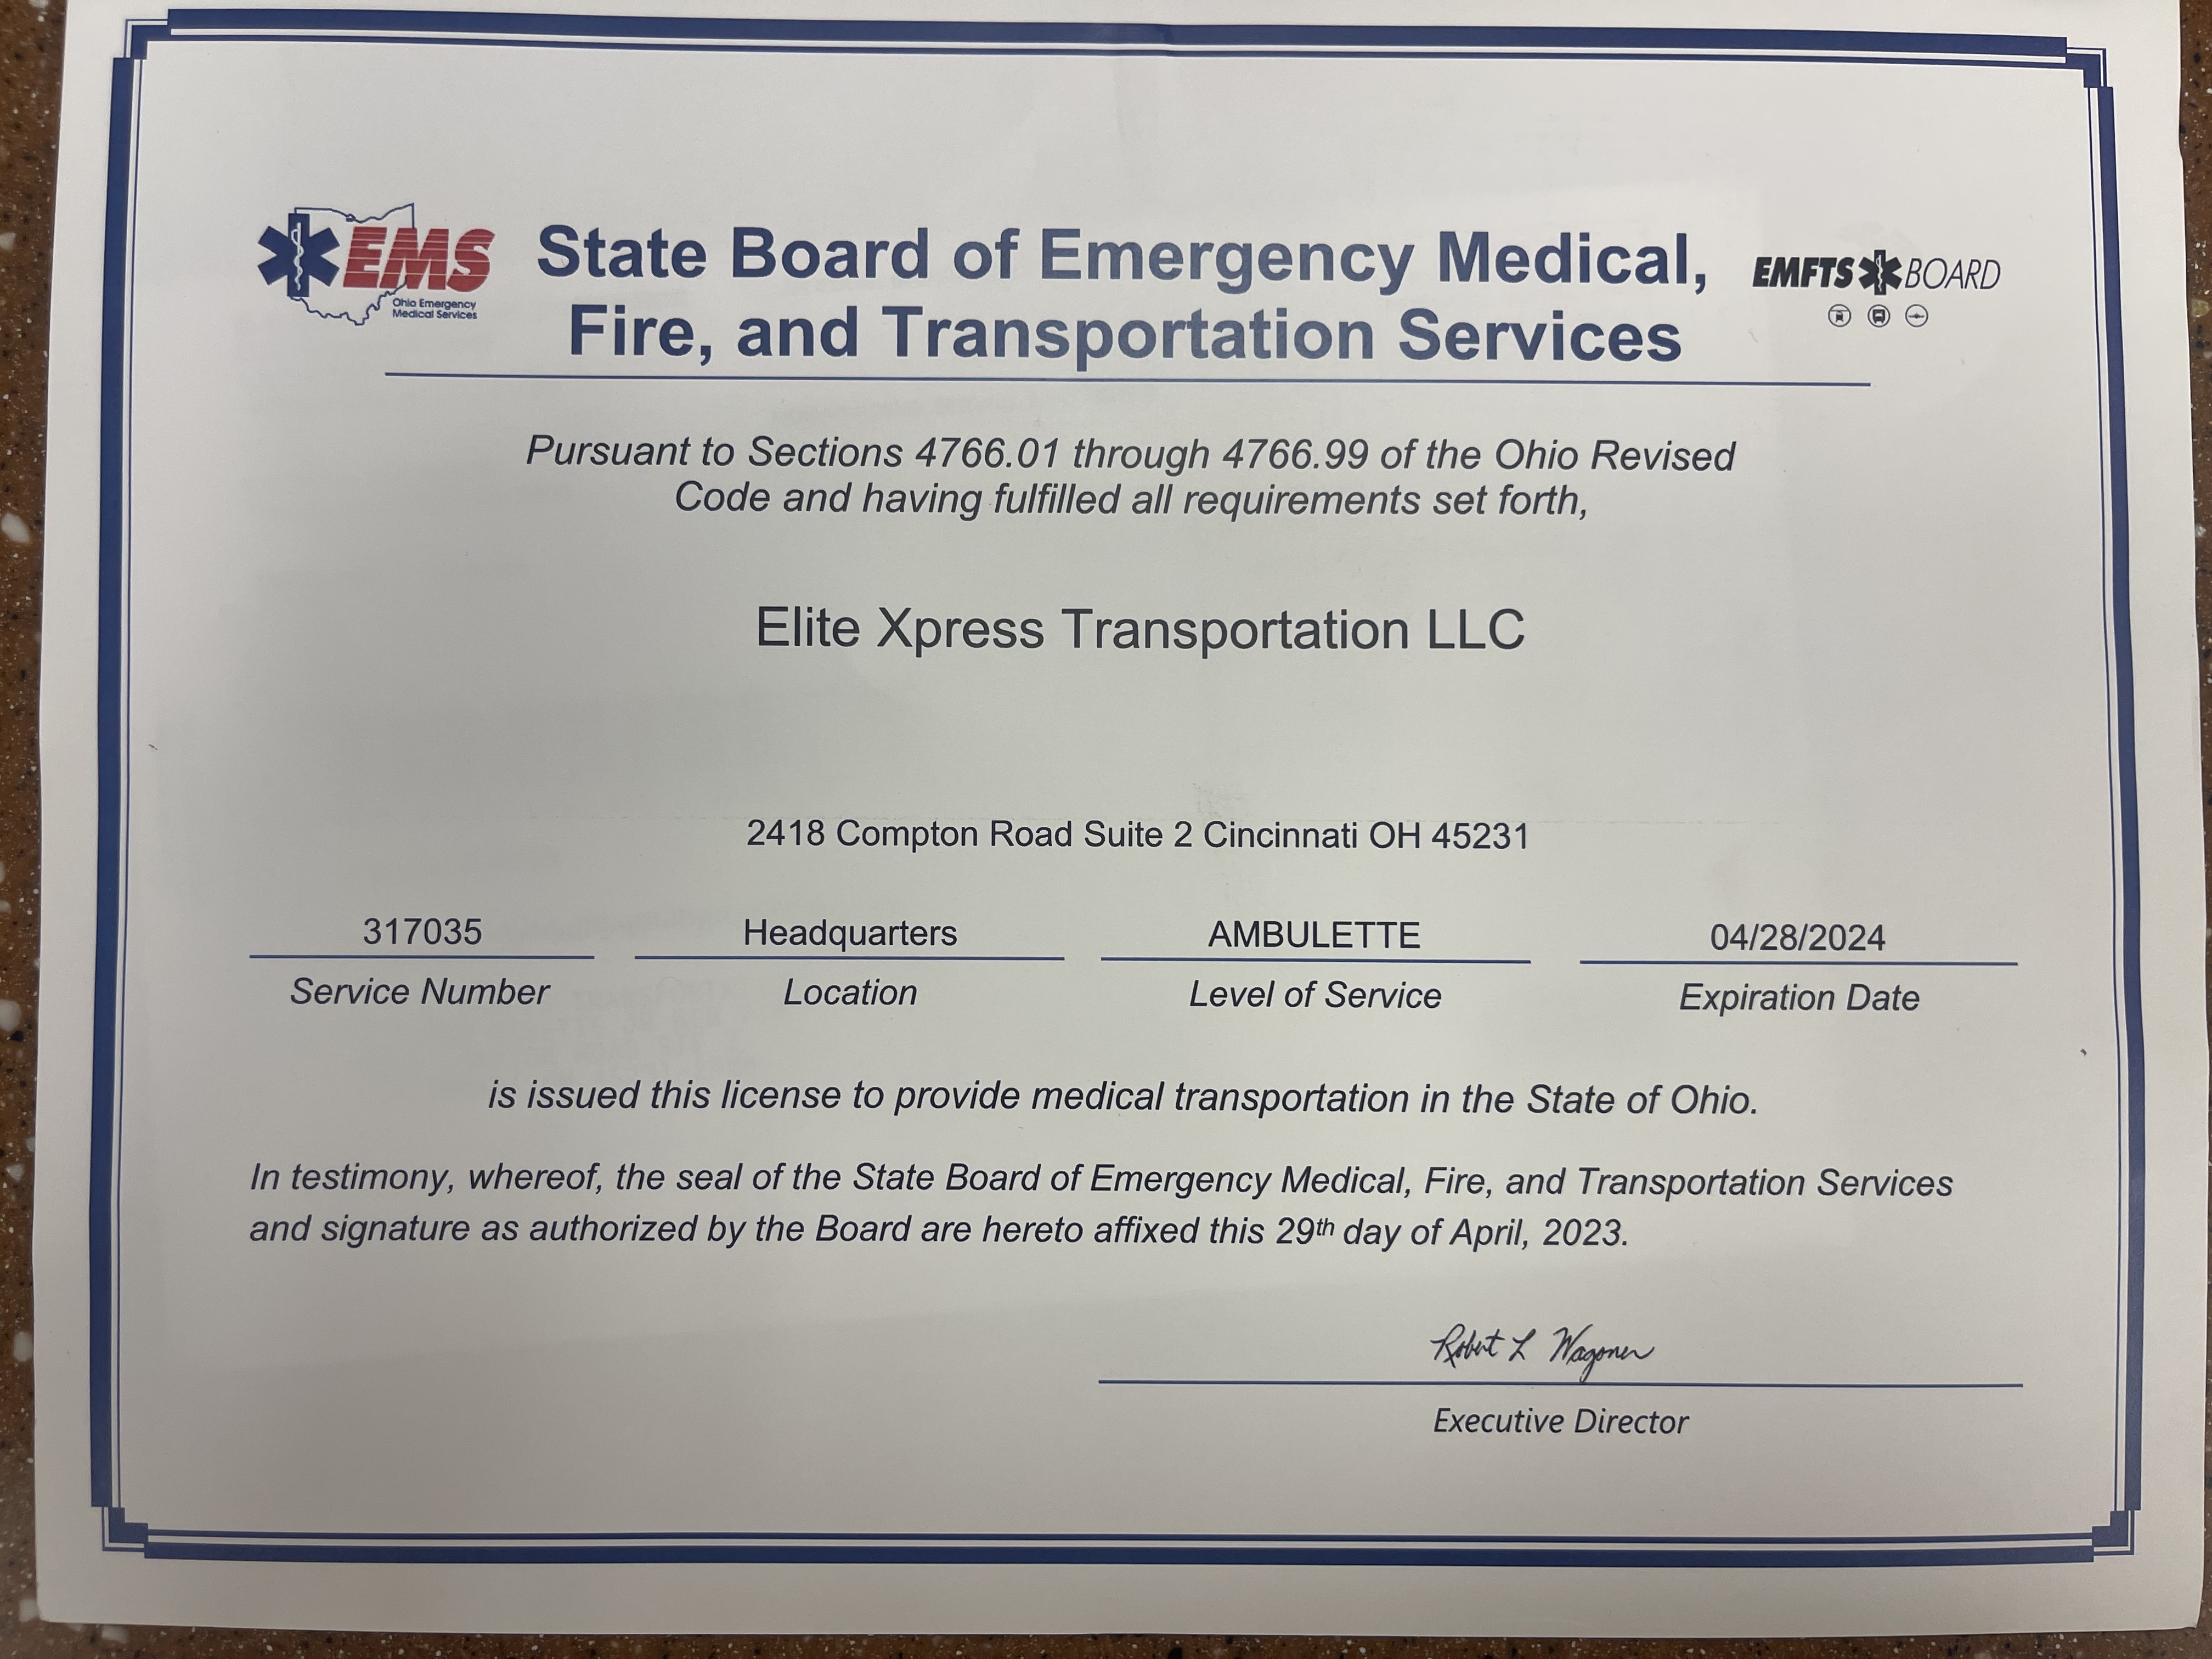 EMS
Ohio Emergency
Medical Services
State Board of Emergency Medical,
Fire, and Transportation Services
EMFTS BOARD
Pursuant to Sections 4766.01 through 4766.99 of the Ohio Revised
Code and having fulfilled all requirements set forth,
Elite Xpress Transportation LLC
2418 Compton Road Suite 2 Cincinnati OH 45231
317035 Headquarters AMBULETTE 04/28/2024
Service Number Location Level of Service Expiration Date
is issued this license to provide medical transportation in the State of Ohio.
In testimony, whereof, the seal of the State Board of Emergency Medical, Fire, and Transportation Services
and signature as authorized by the Board are hereto affixed this 29th day of April, 2023.
Robert L Wagoner
Executive Director